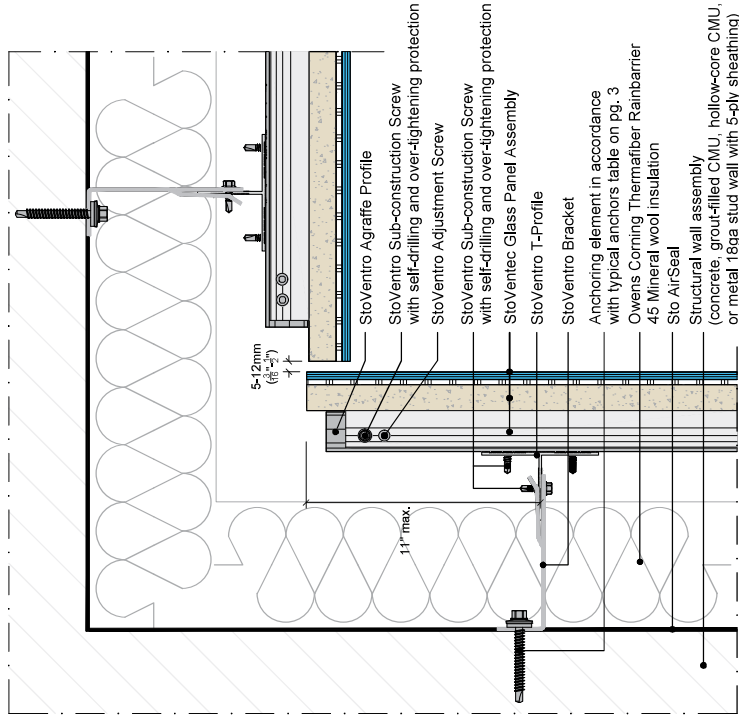 5-12mm
(3/16"-1/2")
11" max.
StoVentro Agraffe Profile
StoVentro Sub-construction Screw
with self-drilling and over-tightening protection
StoVentro Adjustment Screw
StoVentro Sub-construction Screw
with self-drilling and over-tightening protection
StoVentec Glass Panel Assembly
StoVentro T-Profile
StoVentro Bracket
Anchoring element in accordance
with typical anchors table on pg. 3
Owens Corning Thermafiber Rainbarrier
45 Mineral wool insulation
Sto AirSeal
Structural wall assembly
(concrete, grout-filled CMU, hollow-core CMU,
or metal 18ga stud wall with 5-ply sheathing)